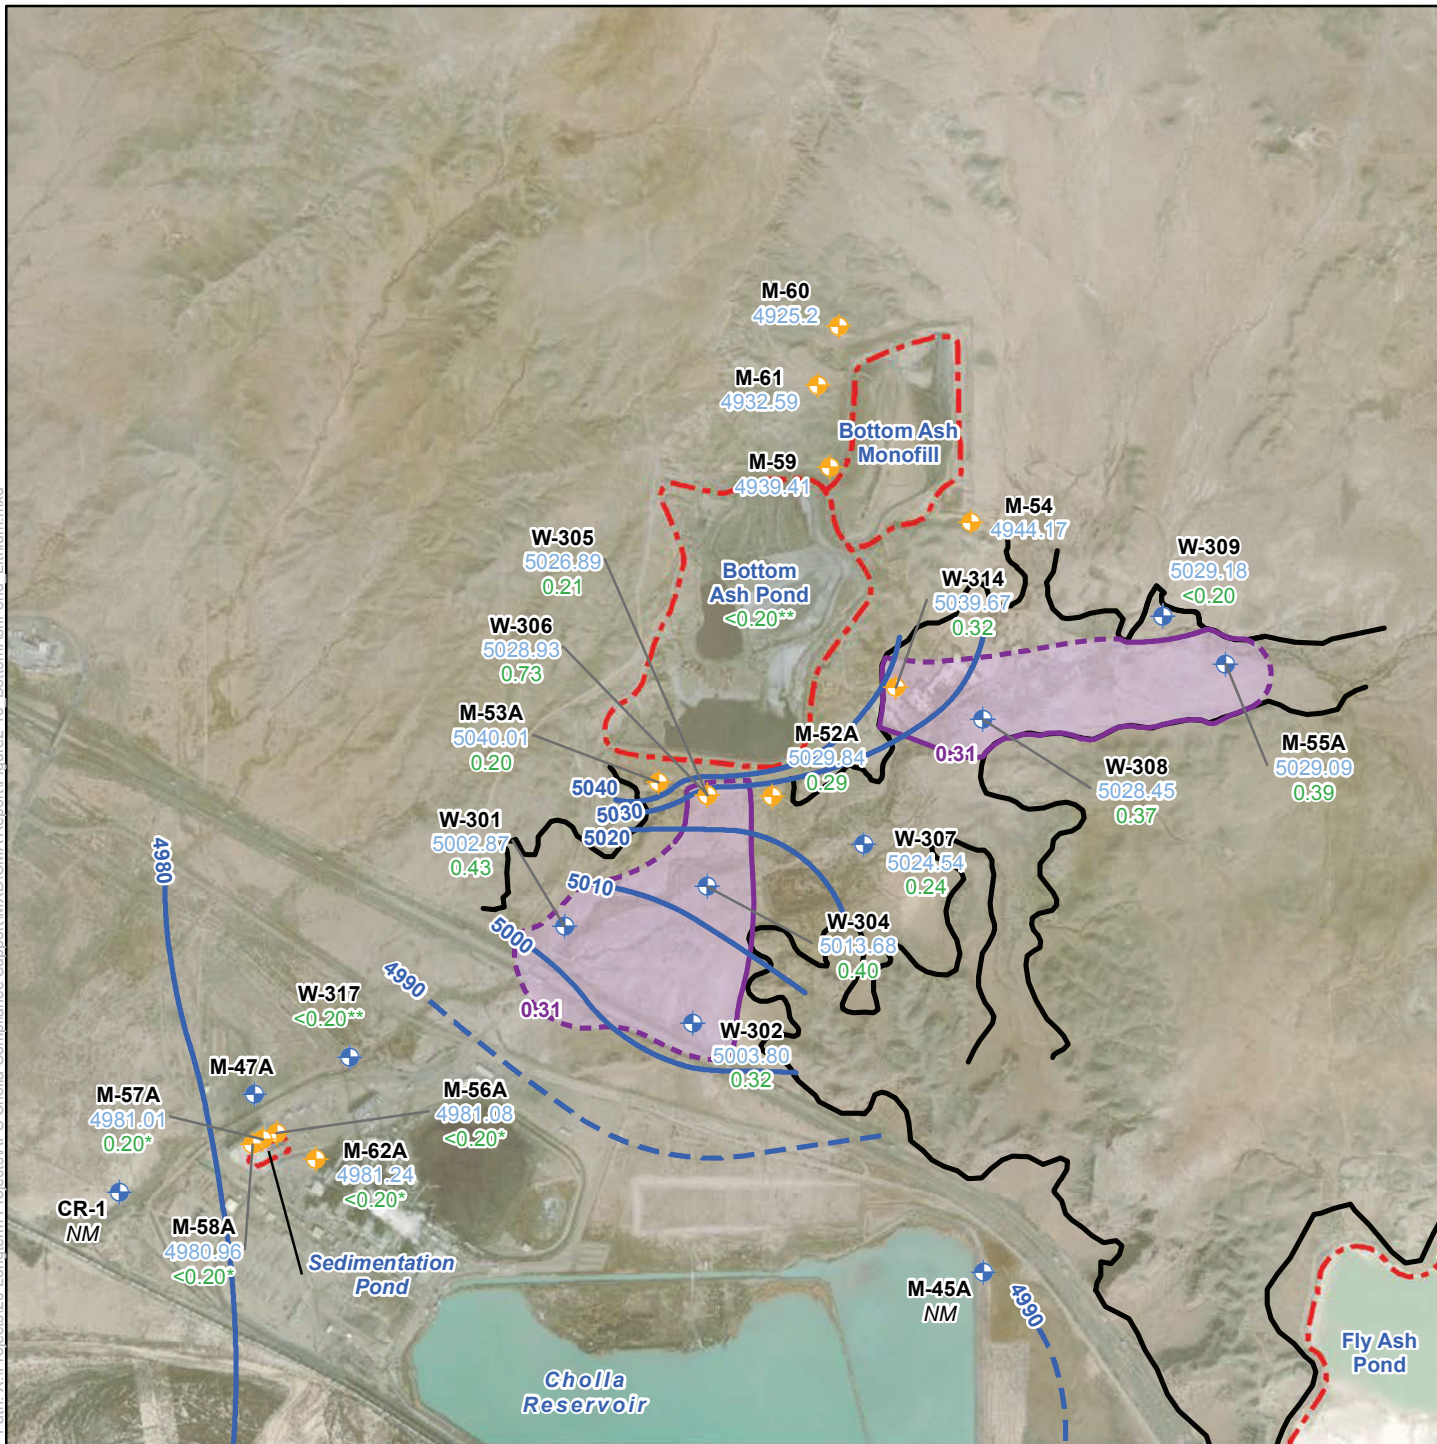 M-60
4925.2
M-61
4932.59
Bottom Ash
Monofill
M-59
4939.41
M-54
4944.17
W-305
5026.89
0.21
W-309
5029.18
<0.20
Bottom
Ash Pond
<0.20**
W-314
5039.67
0.32
W-306
5028.93
0.73
M-53A
5040.01
0.20
M-52A
5029.84
0.29
0.31
M-55A
5029.09
0.39
W-308
5028.45
0.37
5040
5030
5020
W-301
5002.87
0.43
W-307
5024.54
0.24
4980
5010
5000
W-304
5013.68
0.40
4990
W-317
<0.20**
0.31
W-302
5003.80
0.32
M-47A
M-57A
4981.01
0.20*
M-56A
4981.08
<0.20*
M-62A
4981.24
<0.20*
CR-1
NM
M-58A
4980.96
<0.20*
Sedimentation
Pond
M-45A
NM
4990
Fly Ash
Pond
Cholla
Reservoir